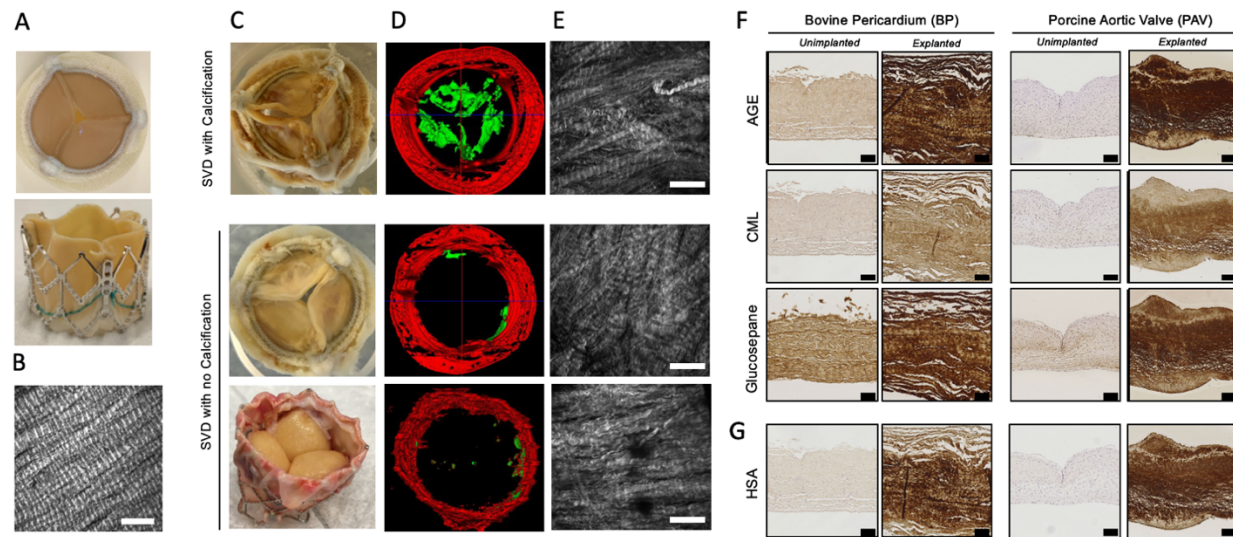 A
B
C
D
E
F
G
SVD with Calcification
SVD with no Calcification
Bovine Pericardium (BP)
Porcine Aortic Valve (PAV)
Unimplanted
Explanted
Unimplanted
Explanted
AGE
CML
Glucosepane
HSA